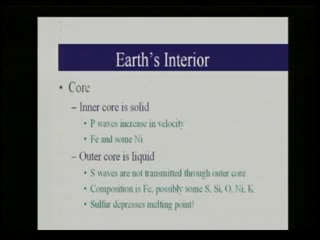 Earth's Interior
• Core
– Inner core is solid
• P waves increase in velocity
• Fe and some Ni
– Outer core is liquid
• S waves are not transmitted through outer core
• Composition is Fe, possibly some S, Si, O, Ni, K
• Sulfur depresses melting point!